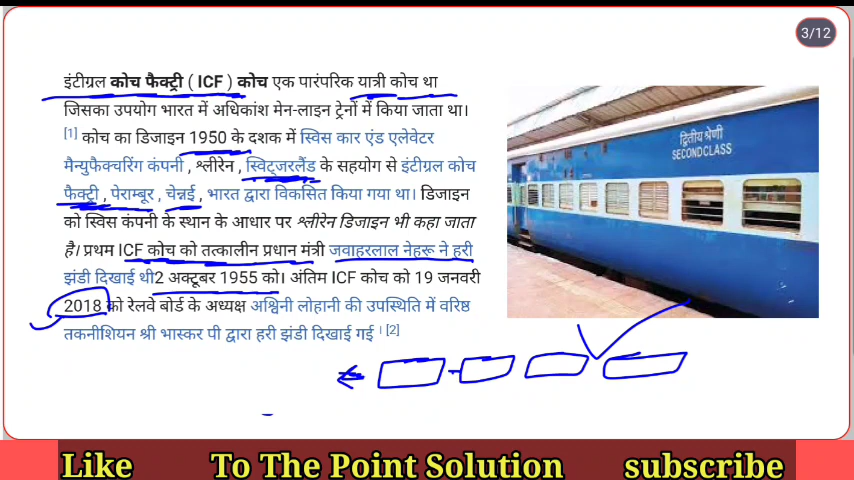 3/12
इंटीग्रल कोच फैक्ट्री ( ICF ) कोच एक पारंपरिक यात्री कोच था
जिसका उपयोग भारत में अधिकांश मेन-लाइन ट्रेनों में किया जाता था।
[1] कोच का डिजाइन 1950 के दशक में स्विस कार एंड एलेवेटर
मैन्युफैक्चरिंग कंपनी , श्लीरेन , स्विट्जरलैंड के सहयोग से इंटीग्रल कोच
फैक्ट्री , पेराम्बूर , चेन्नई , भारत द्वारा विकसित किया गया था। डिजाइन
को स्विस कंपनी के स्थान के आधार पर श्लीरेन डिजाइन भी कहा जाता
है। प्रथम ICF कोच को तत्कालीन प्रधान मंत्री जवाहरलाल नेहरू ने हरी
झंडी दिखाई थी2 अक्टूबर 1955 को। अंतिम ICF कोच को 19 जनवरी
2018 को रेलवे बोर्ड के अध्यक्ष अश्विनी लोहानी की उपस्थिति में वरिष्ठ
तकनीशियन श्री भास्कर पी द्वारा हरी झंडी दिखाई गई । [2]
द्वितीय श्रेणी
SECONDCLASS
Like To The Point Solution subscribe